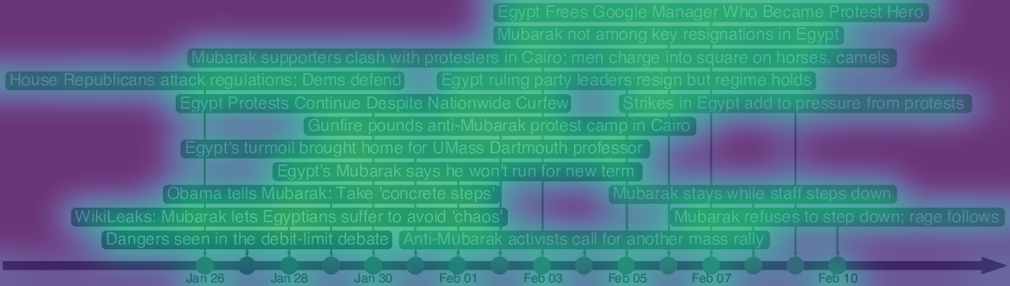 Egypt Frees Google Manager Who Became Protest Hero
Mubarak not among key resignations in Egypt
Mubarak supporters clash with protesters in Cairo; men charge into square on horses, camels
House Republicans attack regulations; Dems defend
Egypt ruling party leaders resign but regime holds
Egypt Protests Continue Despite Nationwide Curfew
Strikes in Egypt add to pressure from protests
Gunfire pounds anti-Mubarak protest camp in Cairo
Egypt's turmoil brought home for UMass Dartmouth professor
Egypt's Mubarak says he won't run for new term
Obama tells Mubarak: Take 'concrete steps'
Mubarak stays while staff steps down
WikiLeaks: Mubarak lets Egyptians suffer to avoid 'chaos'
Mubarak refuses to step down; rage follows
Dangers seen in the debit-limit debate
Anti-Mubarak activists call for another mass rally
Jan 26 Jan 28 Jan 30 Feb 01 Feb 03 Feb 05 Feb 07 Feb 10